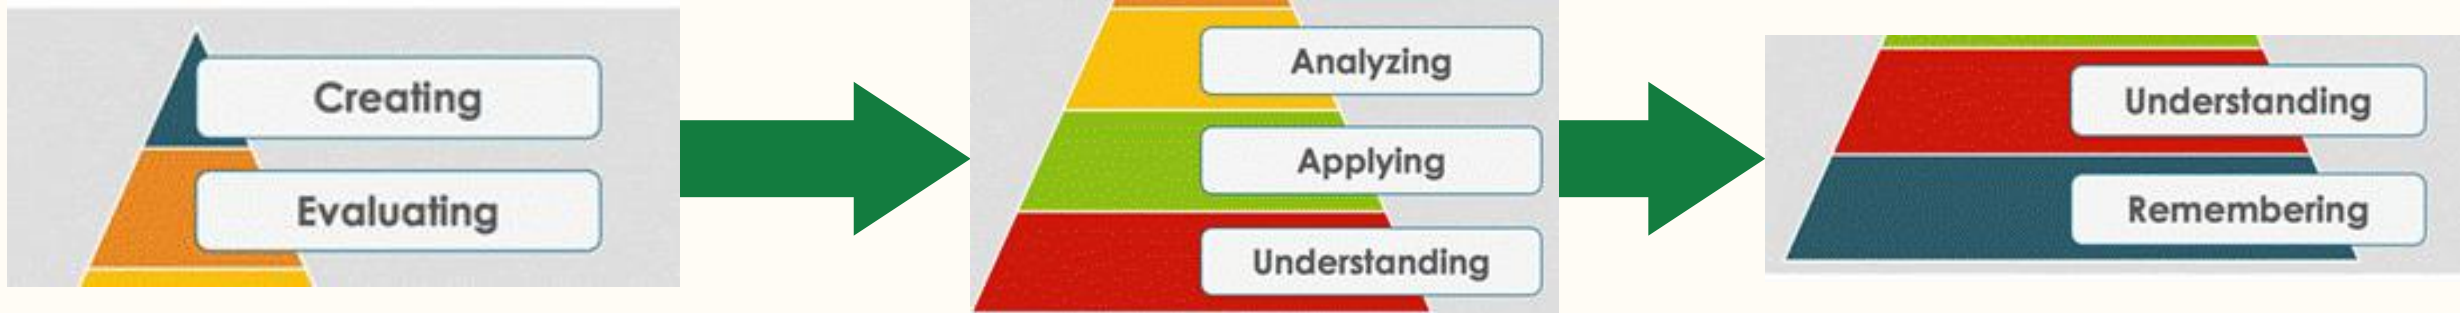 Creating
Evaluating
Analyzing
Applying
Understanding
Understanding
Remembering